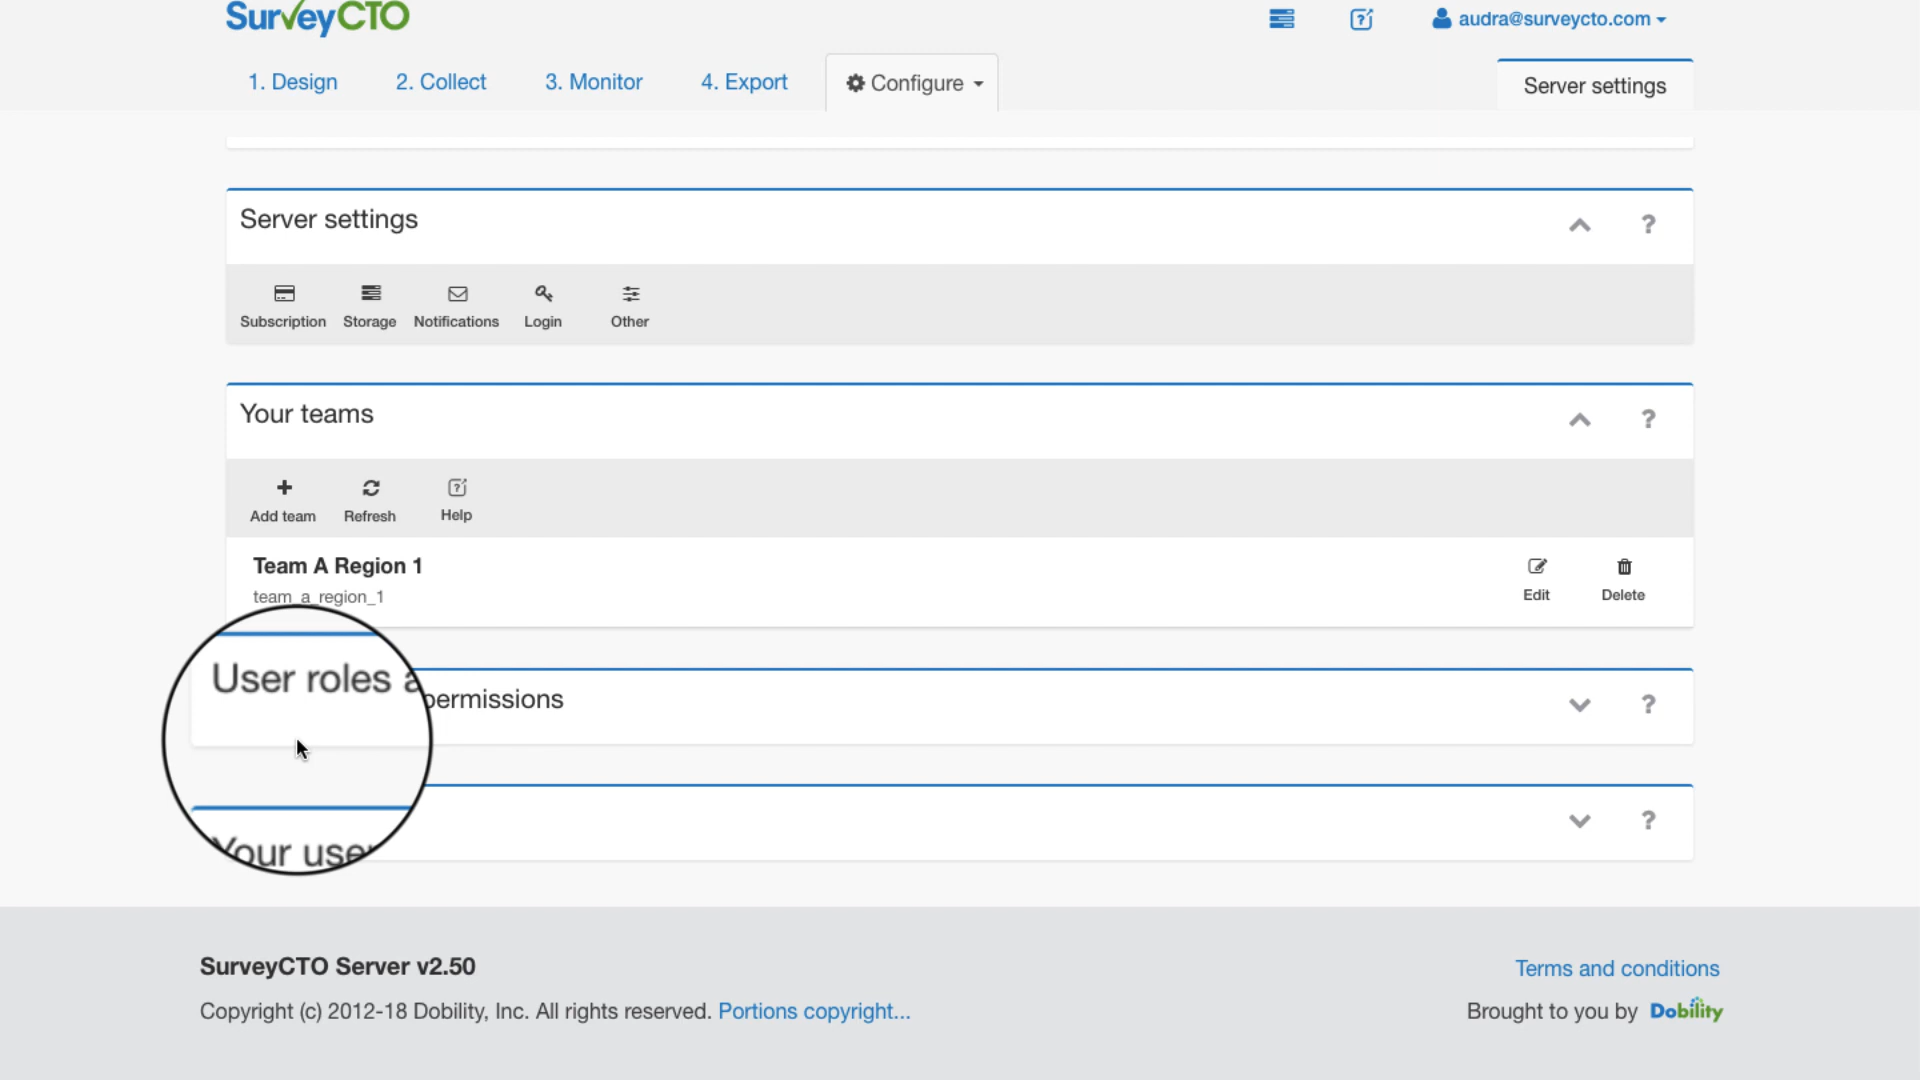 SurveyCTO
audra@surveycto.com
1. Design
2. Collect
3. Monitor
4. Export
Configure
Server settings
Server settings
?
Subscription
Storage
Notifications
Login
Other
Your teams
?
Add team
Refresh
Help
Team A Region 1
team_a_region_1
Edit
Delete
User roles a
permissions
?
Your user
?
SurveyCTO Server v2.50
Terms and conditions
Copyright (c) 2012-18 Dobility, Inc. All rights reserved. Portions copyright...
Brought to you by Dobility